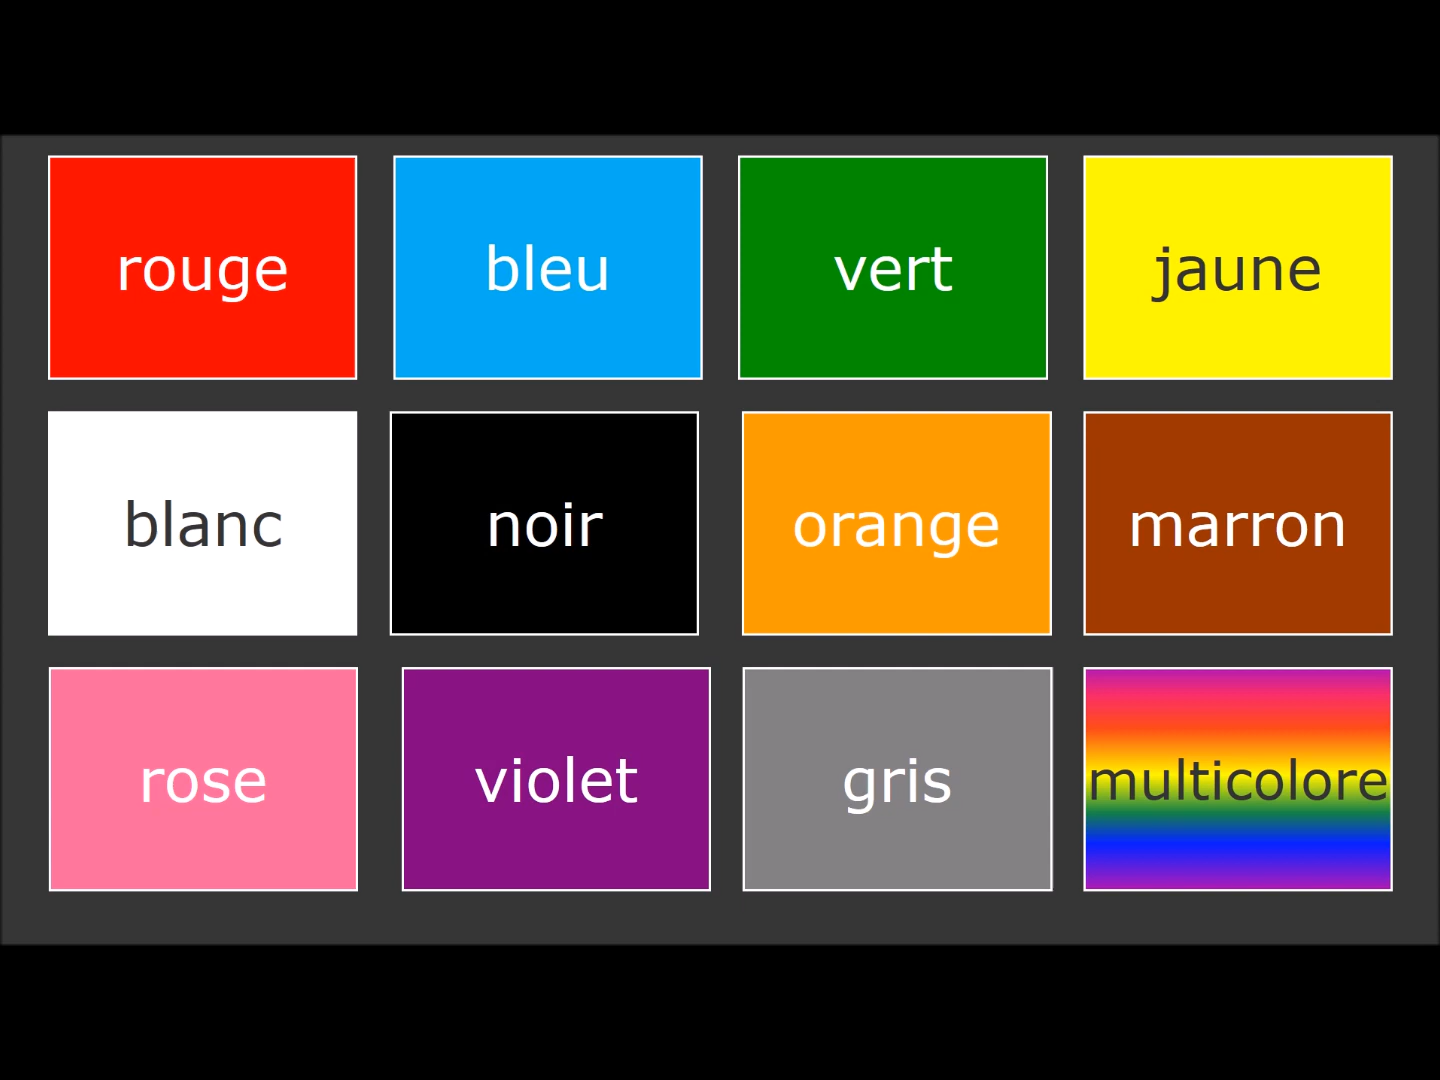 rouge
bleu
vert
jaune
blanc
noir
orange
marron
rose
violet
gris
multicolore